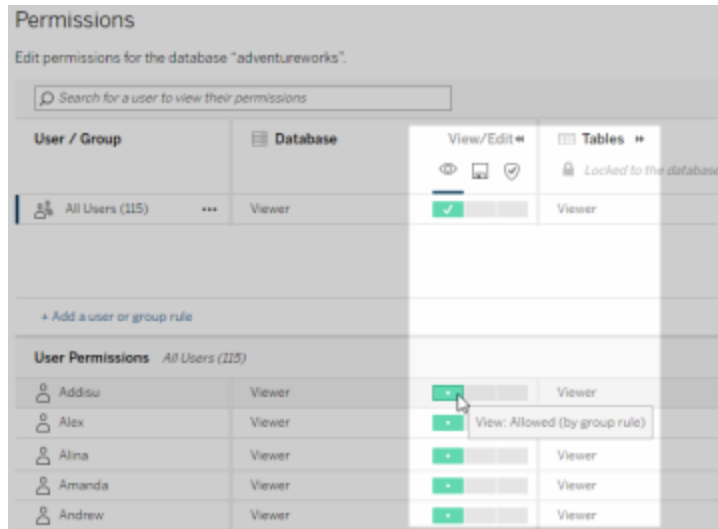 Permissions
Edit permissions for the database "adventureworks".
Search for a user to view their permissions
User / Group Database View/Edit Tables
Locked to the database
All Users (115) ••• Viewer Viewer
+ Add a user or group rule
User Permissions All Users (115)
Addisu Viewer Viewer
Alex Viewer View: Allowed (by group rule)
Alina Viewer Viewer
Amanda Viewer Viewer
Andrew Viewer Viewer